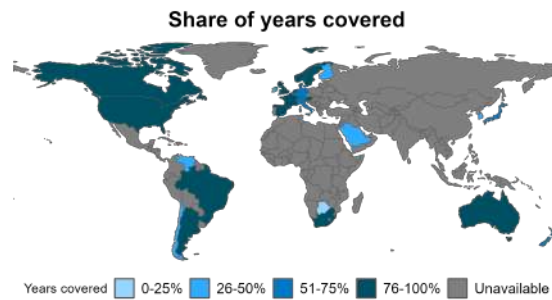 Share of years covered
Years covered 0-25% 26-50% 51-75% 76-100% Unavailable